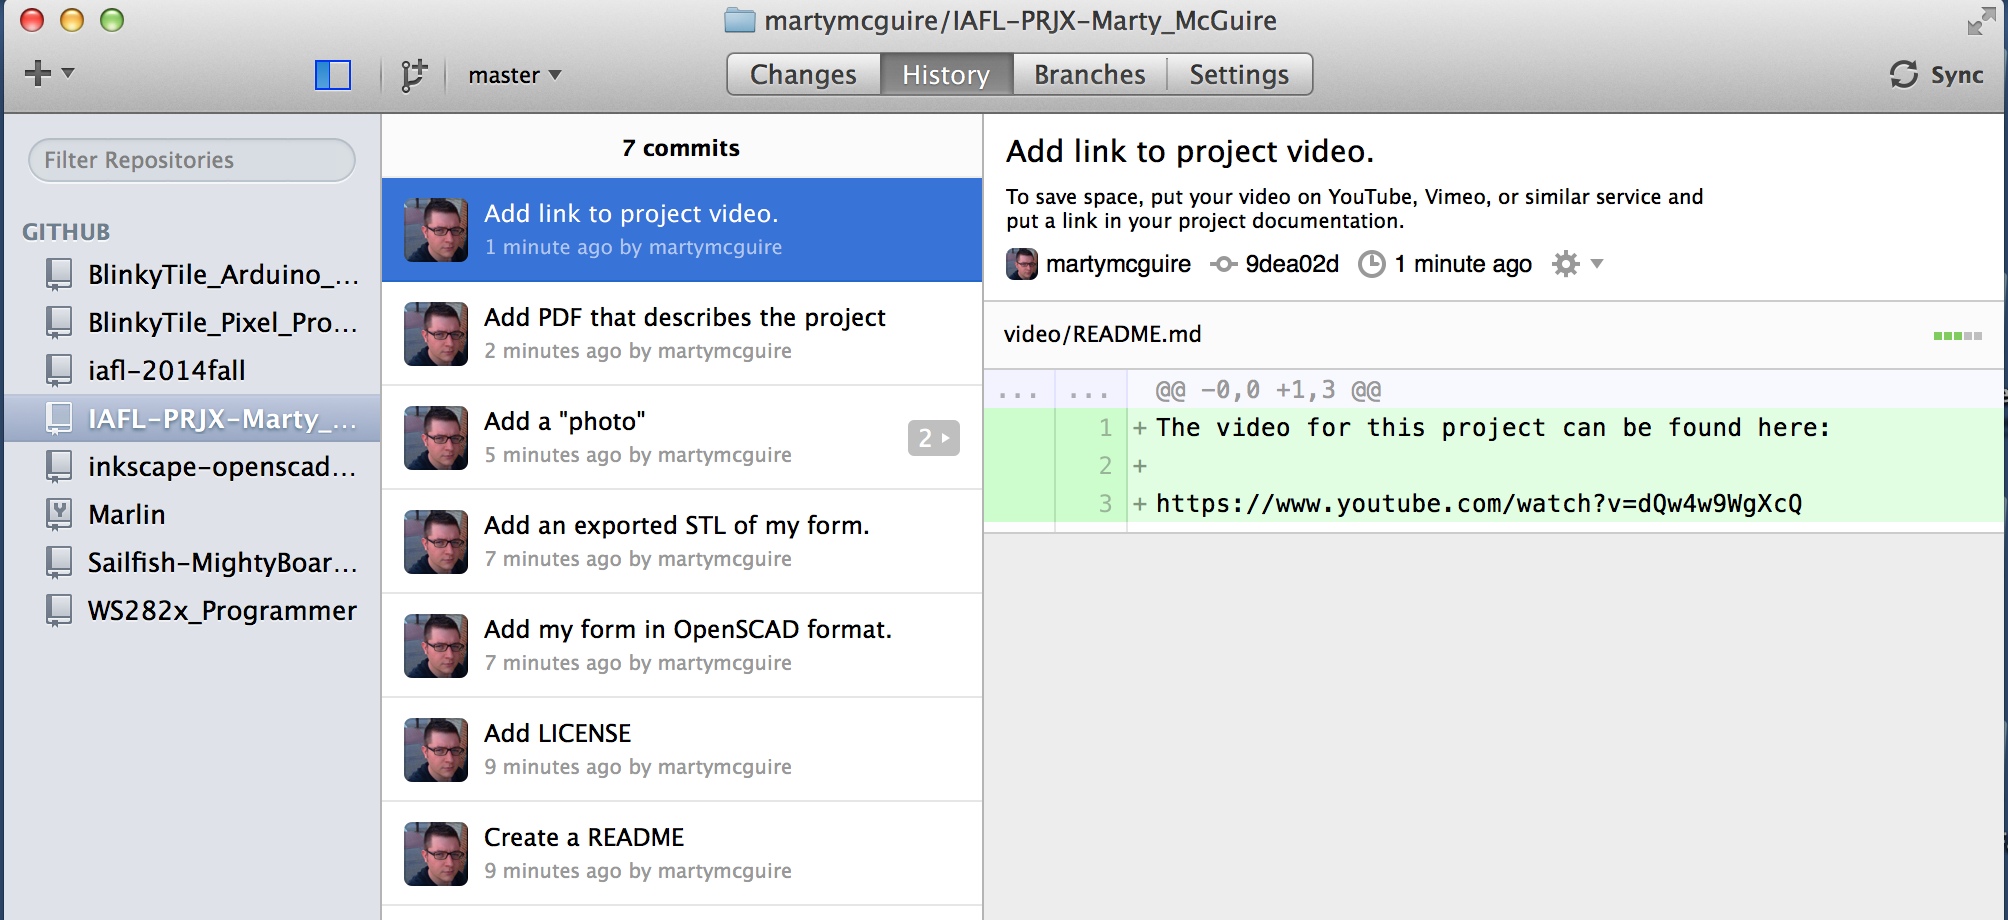 martymcguire/IAFL-PRJX-Marty_McGuire
master
Changes
History
Branches
Settings
Sync
Filter Repositories
GITHUB
BlinkyTile_Arduino_...
BlinkyTile_Pixel_Pro...
iafl-2014fall
IAFL-PRJX-Marty_...
inkscape-openscad...
Marlin
Sailfish-MightyBoar...
WS282x_Programmer
7 commits
Add link to project video.
1 minute ago by martymcguire
Add PDF that describes the project
2 minutes ago by martymcguire
Add a "photo"
5 minutes ago by martymcguire
2
Add an exported STL of my form.
7 minutes ago by martymcguire
Add my form in OpenSCAD format.
7 minutes ago by martymcguire
Add LICENSE
9 minutes ago by martymcguire
Create a README
9 minutes ago by martymcguire
Add link to project video.
To save space, put your video on YouTube, Vimeo, or similar service and
put a link in your project documentation.
martymcguire 9dea02d 1 minute ago
video/README.md
... ... @@ -0,0 +1,3 @@
1 + The video for this project can be found here:
2 +
3 + https://www.youtube.com/watch?v=dQw4w9WgXcQ